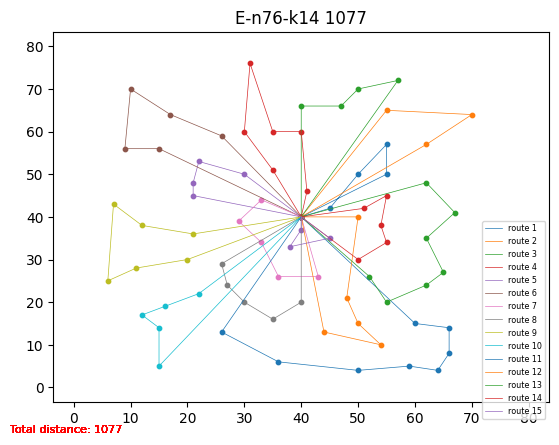 E-n76-k14 1077
80
70
60
50
40
30
20
10
0
0 10 20 30 40 50 60 70 80
route 1
route 2
route 3
route 4
route 5
route 6
route 7
route 8
route 9
route 10
route 11
route 12
route 13
route 14
route 15
Total distance: 1077